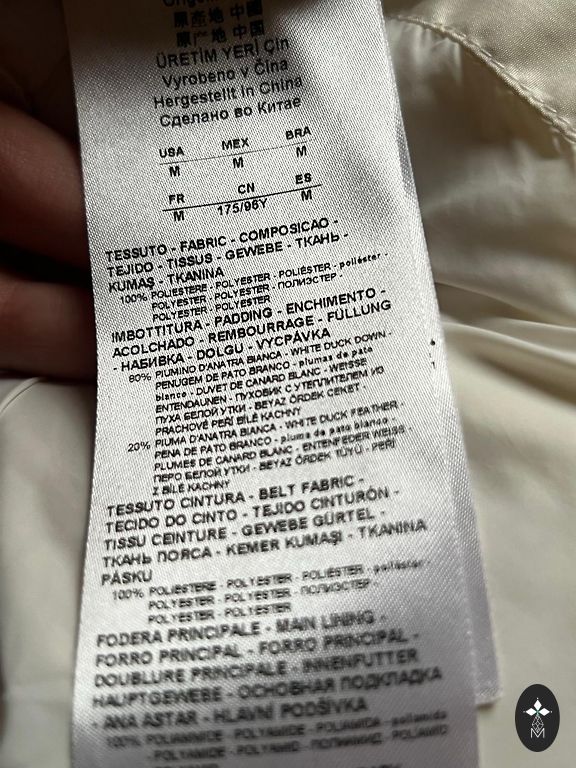 原産地 中國
地 中國
ÜRETİM YERİ Çin
Vyrobeno v Čina
Hergestellt in China
Сделано во Китае
USA MEX BRA
M M M
FR CN ES
M 175/96Y M
TESSUTO - FABRIC - COMPOSICAO -
TEJIDO - TISSUS - GEWEBE - ТКАНЬ -
KUMAŞ - TKANINA
100% POLIESTERE - POLYESTER - POLIÉSTER - poliéster -
POLYESTER - POLYESTER - ПОЛИЭСТЕР -
POLYESTER - POLYESTER
IMBOTTITURA - PADDING - ENCHIMENTO -
ACOLCHADO - REMBOURRAGE - FÜLLUNG
- НАБИВКА - DOLGU - VYCPÁVKA
80% PIUMINO D'ANATRA BIANCA - WHITE DUCK DOWN -
PENUGEM DE PATO BRANCO - plumas de pato
blanco - DUVET DE CANARD BLANC - WEISSE
ENTENDAUNEN - ПУХОВИК С УТЕПЛИТЕЛЕМ ИЗ
ПУХА БЕЛОЙ УТКИ - BEYAZ ÖRDEK CEKET -
PRACHOVÉ PEŘÍ BÍLÉ KACHNY
20% PIUMA D'ANATRA BIANCA - WHITE DUCK FEATHER -
PENA DE PATO BRANCO - pluma de pato blanco -
PLUMES DE CANARD BLANC - ENTENFEDER WEISS -
ПЕРО БЕЛОЙ УТКИ - BEYAZ ÖRDEK TÜYÜ - PEŘÍ
Z BÍLÉ KACHNY
TESSUTO CINTURA - BELT FABRIC -
TECIDO DO CINTO - TEJIDO CINTURÓN -
TISSU CEINTURE - GEWEBE GÜRTEL -
ТКАНЬ ПОЯСА - KEMER KUMAŞI - TKANINA
PÁSKU
100% POLIESTERE - POLYESTER - POLIÉSTER - poliéster -
POLYESTER - POLYESTER - ПОЛИЭСТЕР -
POLYESTER - POLYESTER
FODERA PRINCIPALE - MAIN LINING -
FORRO PRINCIPAL - FORRO PRINCIPAL -
DOUBLURE PRINCIPALE - INNENFUTTER
HAUPTGEWEBE - ОСНОВНАЯ ПОДКЛАДКА
- ANA ASTAR - HLAVNÍ PODŠÍVKA
100% POLIAMMIDE - POLYAMIDE - POLIAMIDA - poliamida
- POLYAMIDE - POLYAMID - ПОЛИАМИД - POLYAMID
M